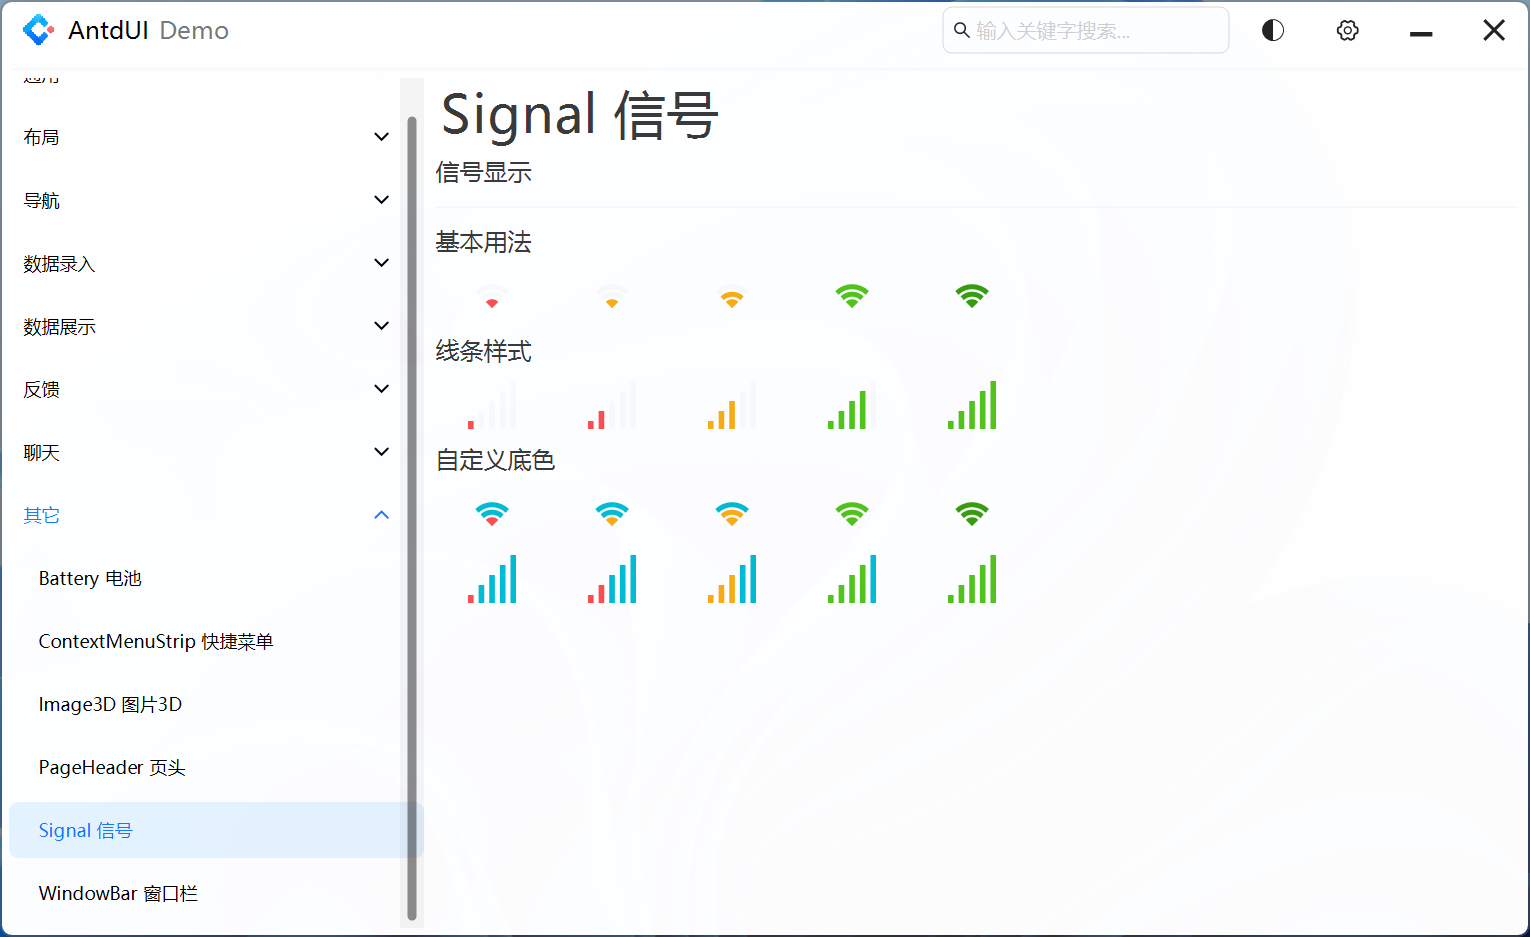 AntdUI Demo
输入关键字搜索...
布局
导航
数据录入
数据展示
反馈
聊天
其它
Battery 电池
ContextMenuStrip 快捷菜单
Image3D 图片3D
PageHeader 页头
Signal 信号
WindowBar 窗口栏
Signal 信号
信号显示
基本用法
线条样式
自定义底色